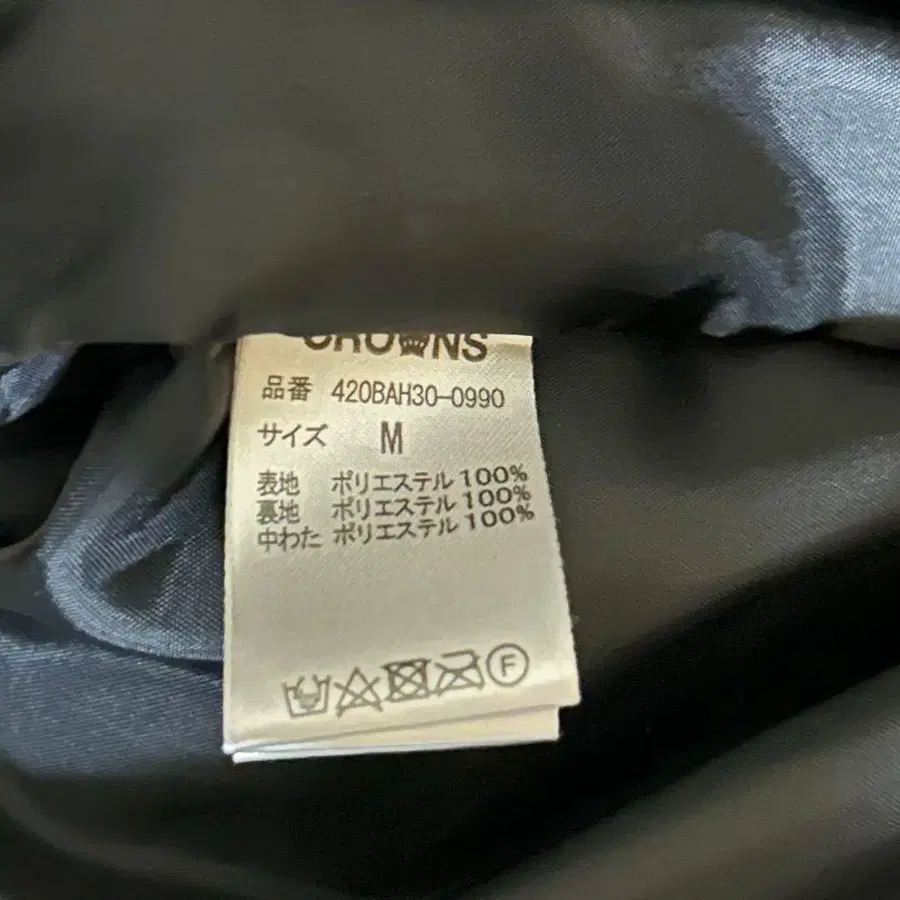 CROWNS
品番 420BAH30-0990
サイズ M
表地 ポリエステル 100%
裏地 ポリエステル 100%
中わた ポリエステル 100%
F